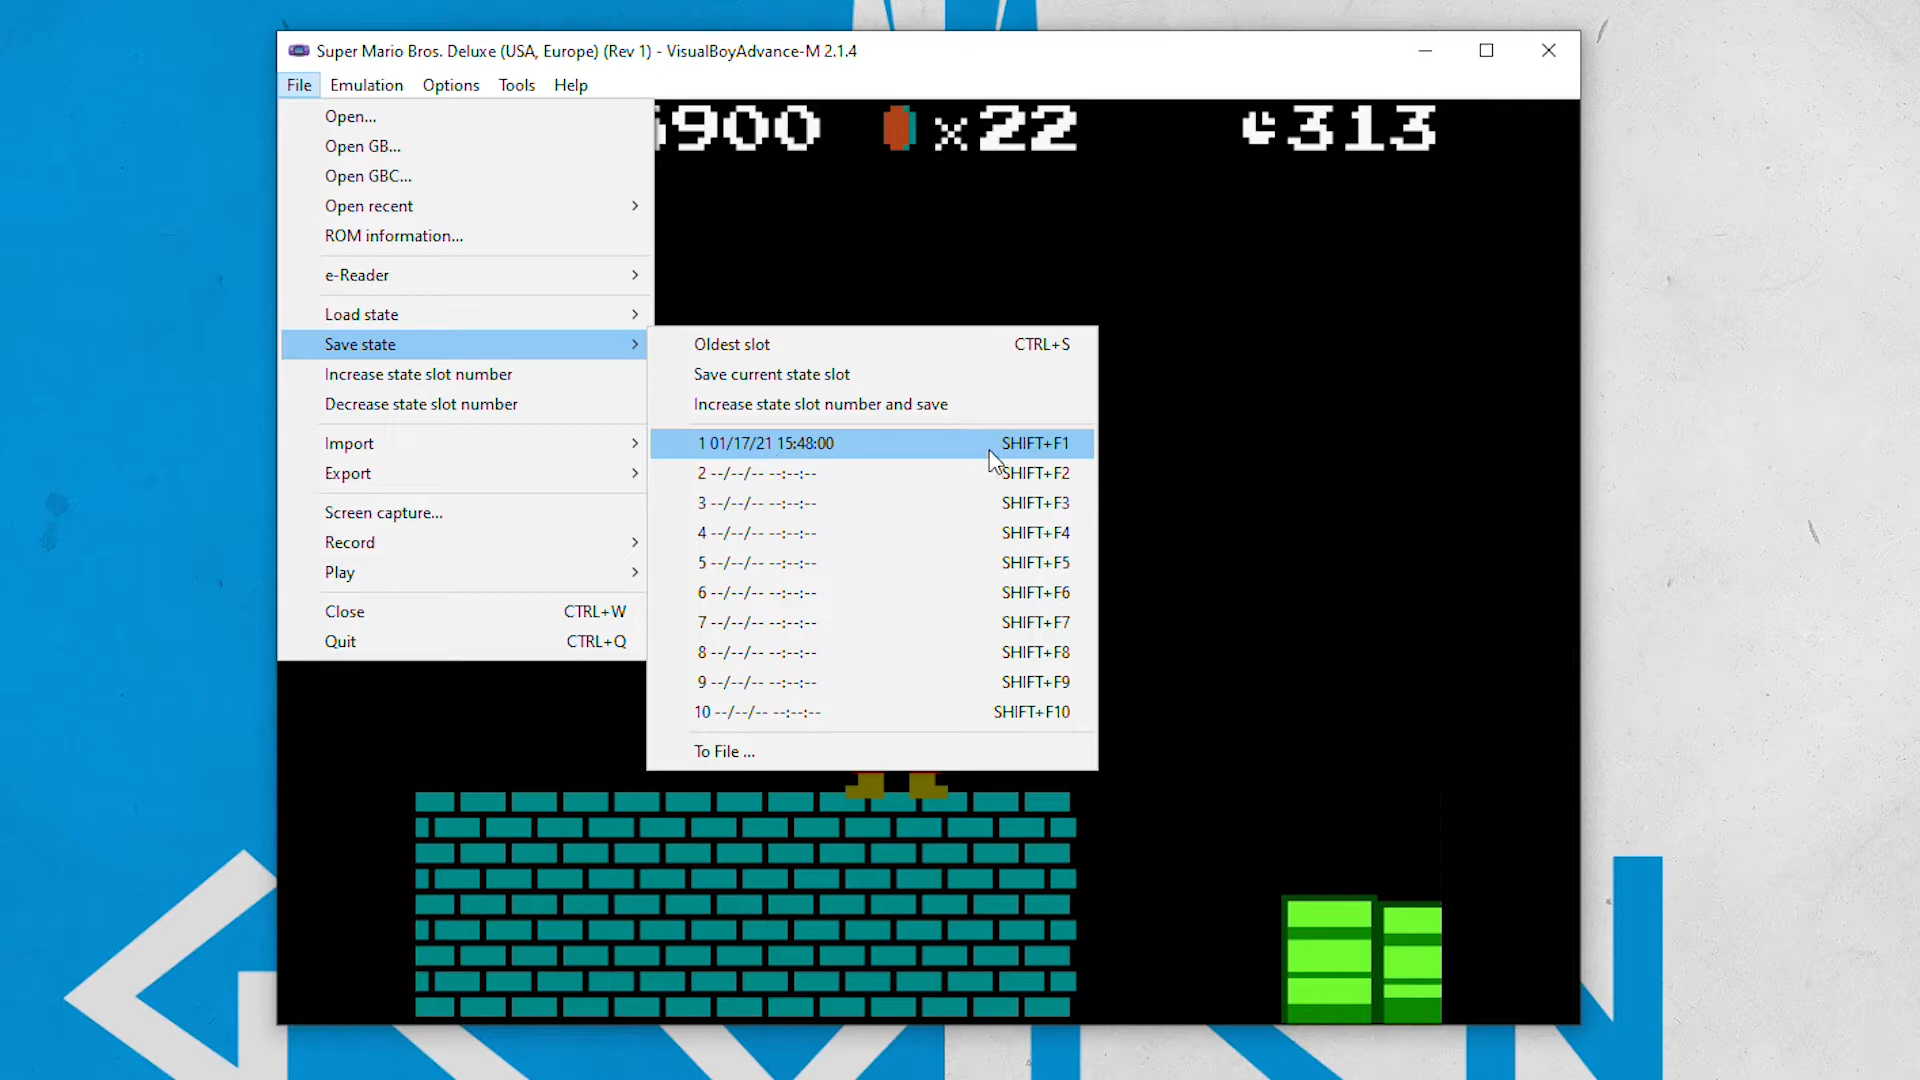 Super Mario Bros. Deluxe (USA, Europe) (Rev 1) - VisualBoyAdvance-M 2.1.4
File Emulation Options Tools Help
900 x22 313
Open...
Open GB...
Open GBC...
Open recent
ROM information...
e-Reader
Load state
Save state
Increase state slot number
Decrease state slot number
Import
Export
Screen capture...
Record
Play
Close CTRL+W
Quit CTRL+Q
Oldest slot CTRL+S
Save current state slot
Increase state slot number and save
1 01/17/21 15:48:00 SHIFT+F1
2 --/--/-- --:--:-- SHIFT+F2
3 --/--/-- --:--:-- SHIFT+F3
4 --/--/-- --:--:-- SHIFT+F4
5 --/--/-- --:--:-- SHIFT+F5
6 --/--/-- --:--:-- SHIFT+F6
7 --/--/-- --:--:-- SHIFT+F7
8 --/--/-- --:--:-- SHIFT+F8
9 --/--/-- --:--:-- SHIFT+F9
10 --/--/-- --:--:-- SHIFT+F10
To File ...